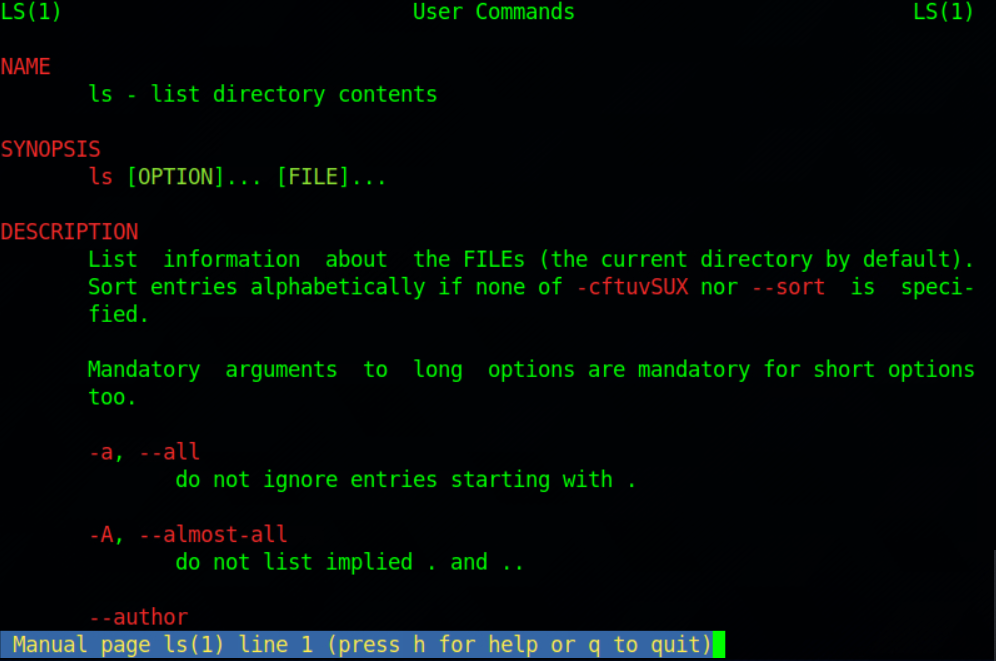 LS(1) User Commands LS(1)
NAME
ls - list directory contents
SYNOPSIS
ls [OPTION]... [FILE]...
DESCRIPTION
List information about the FILEs (the current directory by default).
Sort entries alphabetically if none of -cftuvSUX nor --sort is speci-
fied.
Mandatory arguments to long options are mandatory for short options
too.
-a, --all
do not ignore entries starting with .
-A, --almost-all
do not list implied . and ..
--author
Manual page ls(1) line 1 (press h for help or q to quit)